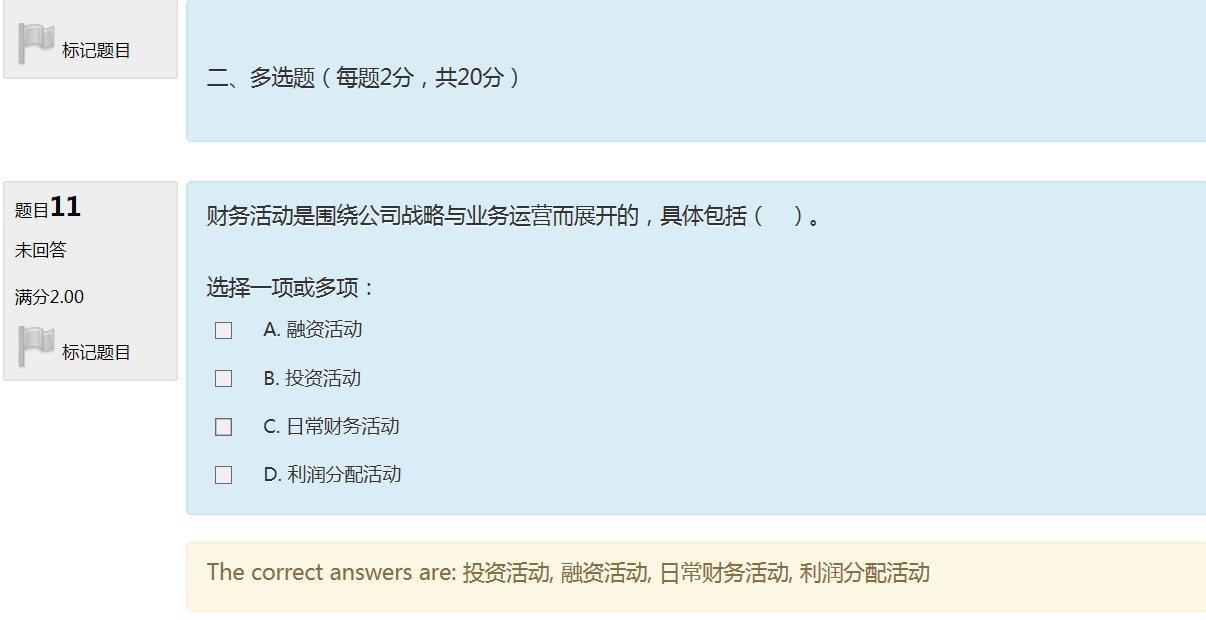 标记题目
二、多选题（每题2分，共20分）
题目11
未回答
满分2.00
标记题目
财务活动是围绕公司战略与业务运营而展开的，具体包括（    ）。
选择一项或多项：
A. 融资活动
B. 投资活动
C. 日常财务活动
D. 利润分配活动
The correct answers are: 投资活动, 融资活动, 日常财务活动, 利润分配活动